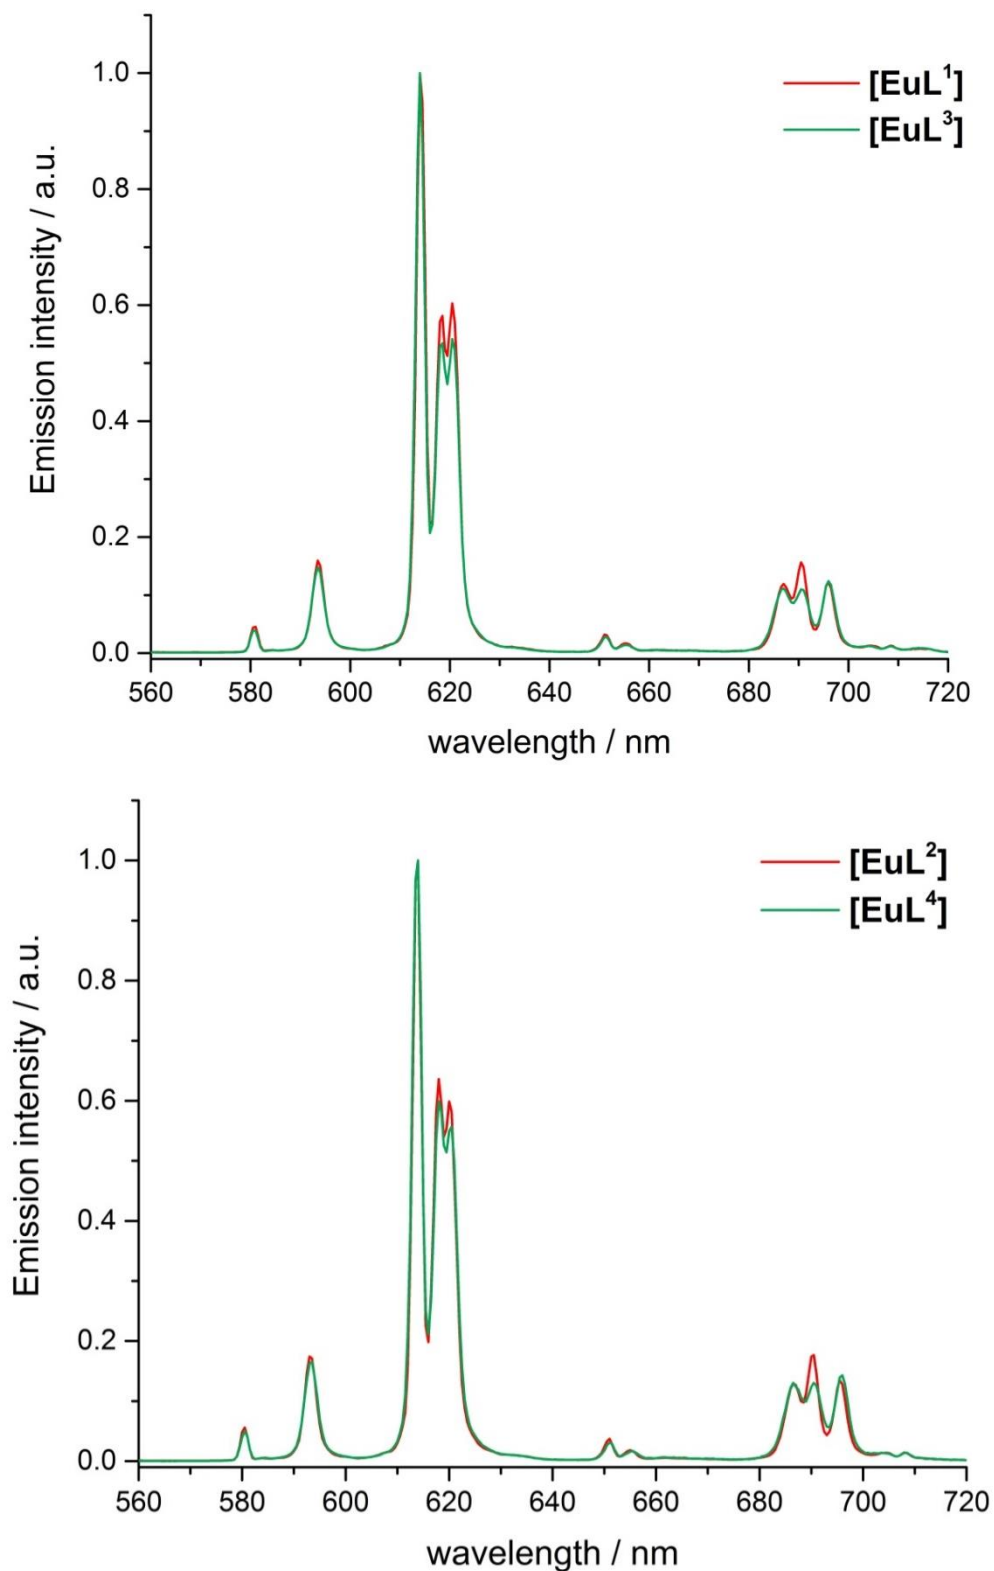 [EuL¹]
[EuL³]
Emission intensity / a.u.
1.0
0.8
0.6
0.4
0.2
0.0
560 580 600 620 640 660 680 700 720
wavelength / nm
[EuL²]
[EuL⁴]
Emission intensity / a.u.
1.0
0.8
0.6
0.4
0.2
0.0
560 580 600 620 640 660 680 700 720
wavelength / nm